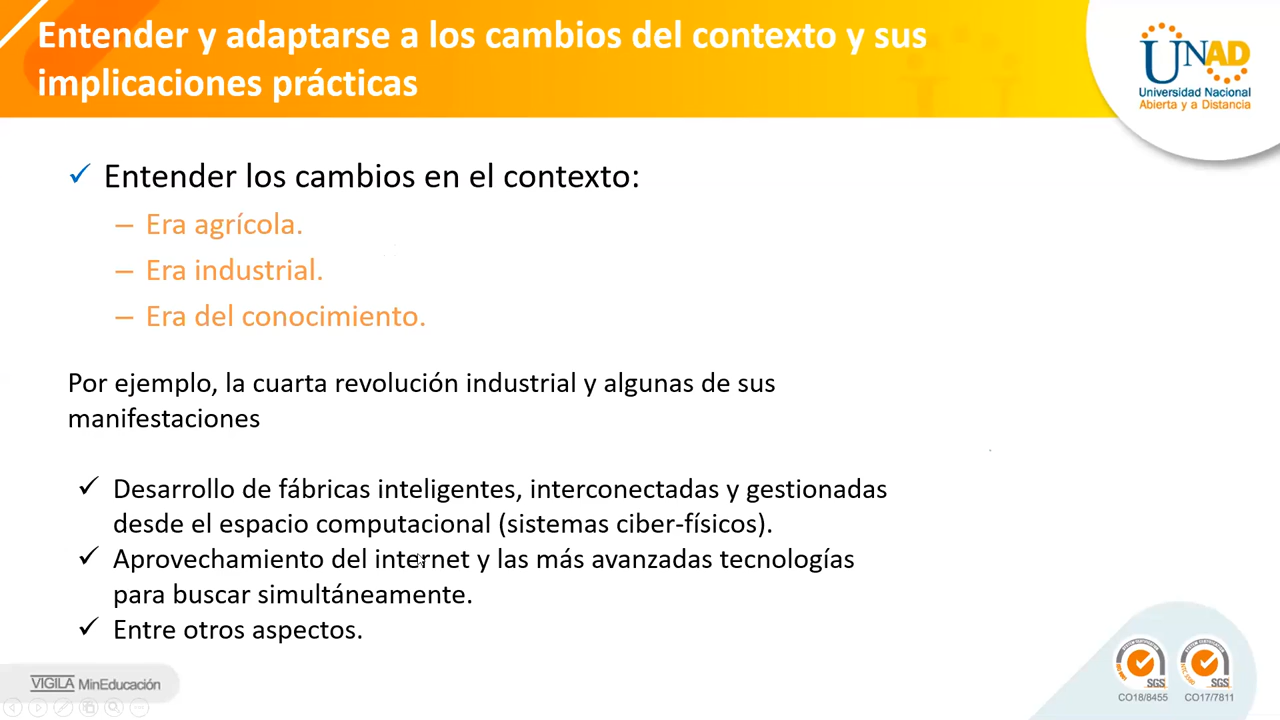 Entender y adaptarse a los cambios del contexto y sus
implicaciones prácticas
UNAD
Universidad Nacional
Abierta y a Distancia
✓ Entender los cambios en el contexto:
– Era agrícola.
– Era industrial.
– Era del conocimiento.
Por ejemplo, la cuarta revolución industrial y algunas de sus
manifestaciones
✓ Desarrollo de fábricas inteligentes, interconectadas y gestionadas
desde el espacio computacional (sistemas ciber-físicos).
✓ Aprovechamiento del internet y las más avanzadas tecnologías
para buscar simultáneamente.
✓ Entre otros aspectos.
VIGILA MinEducación
SGS SGS
CO18/8455 CO17/7811